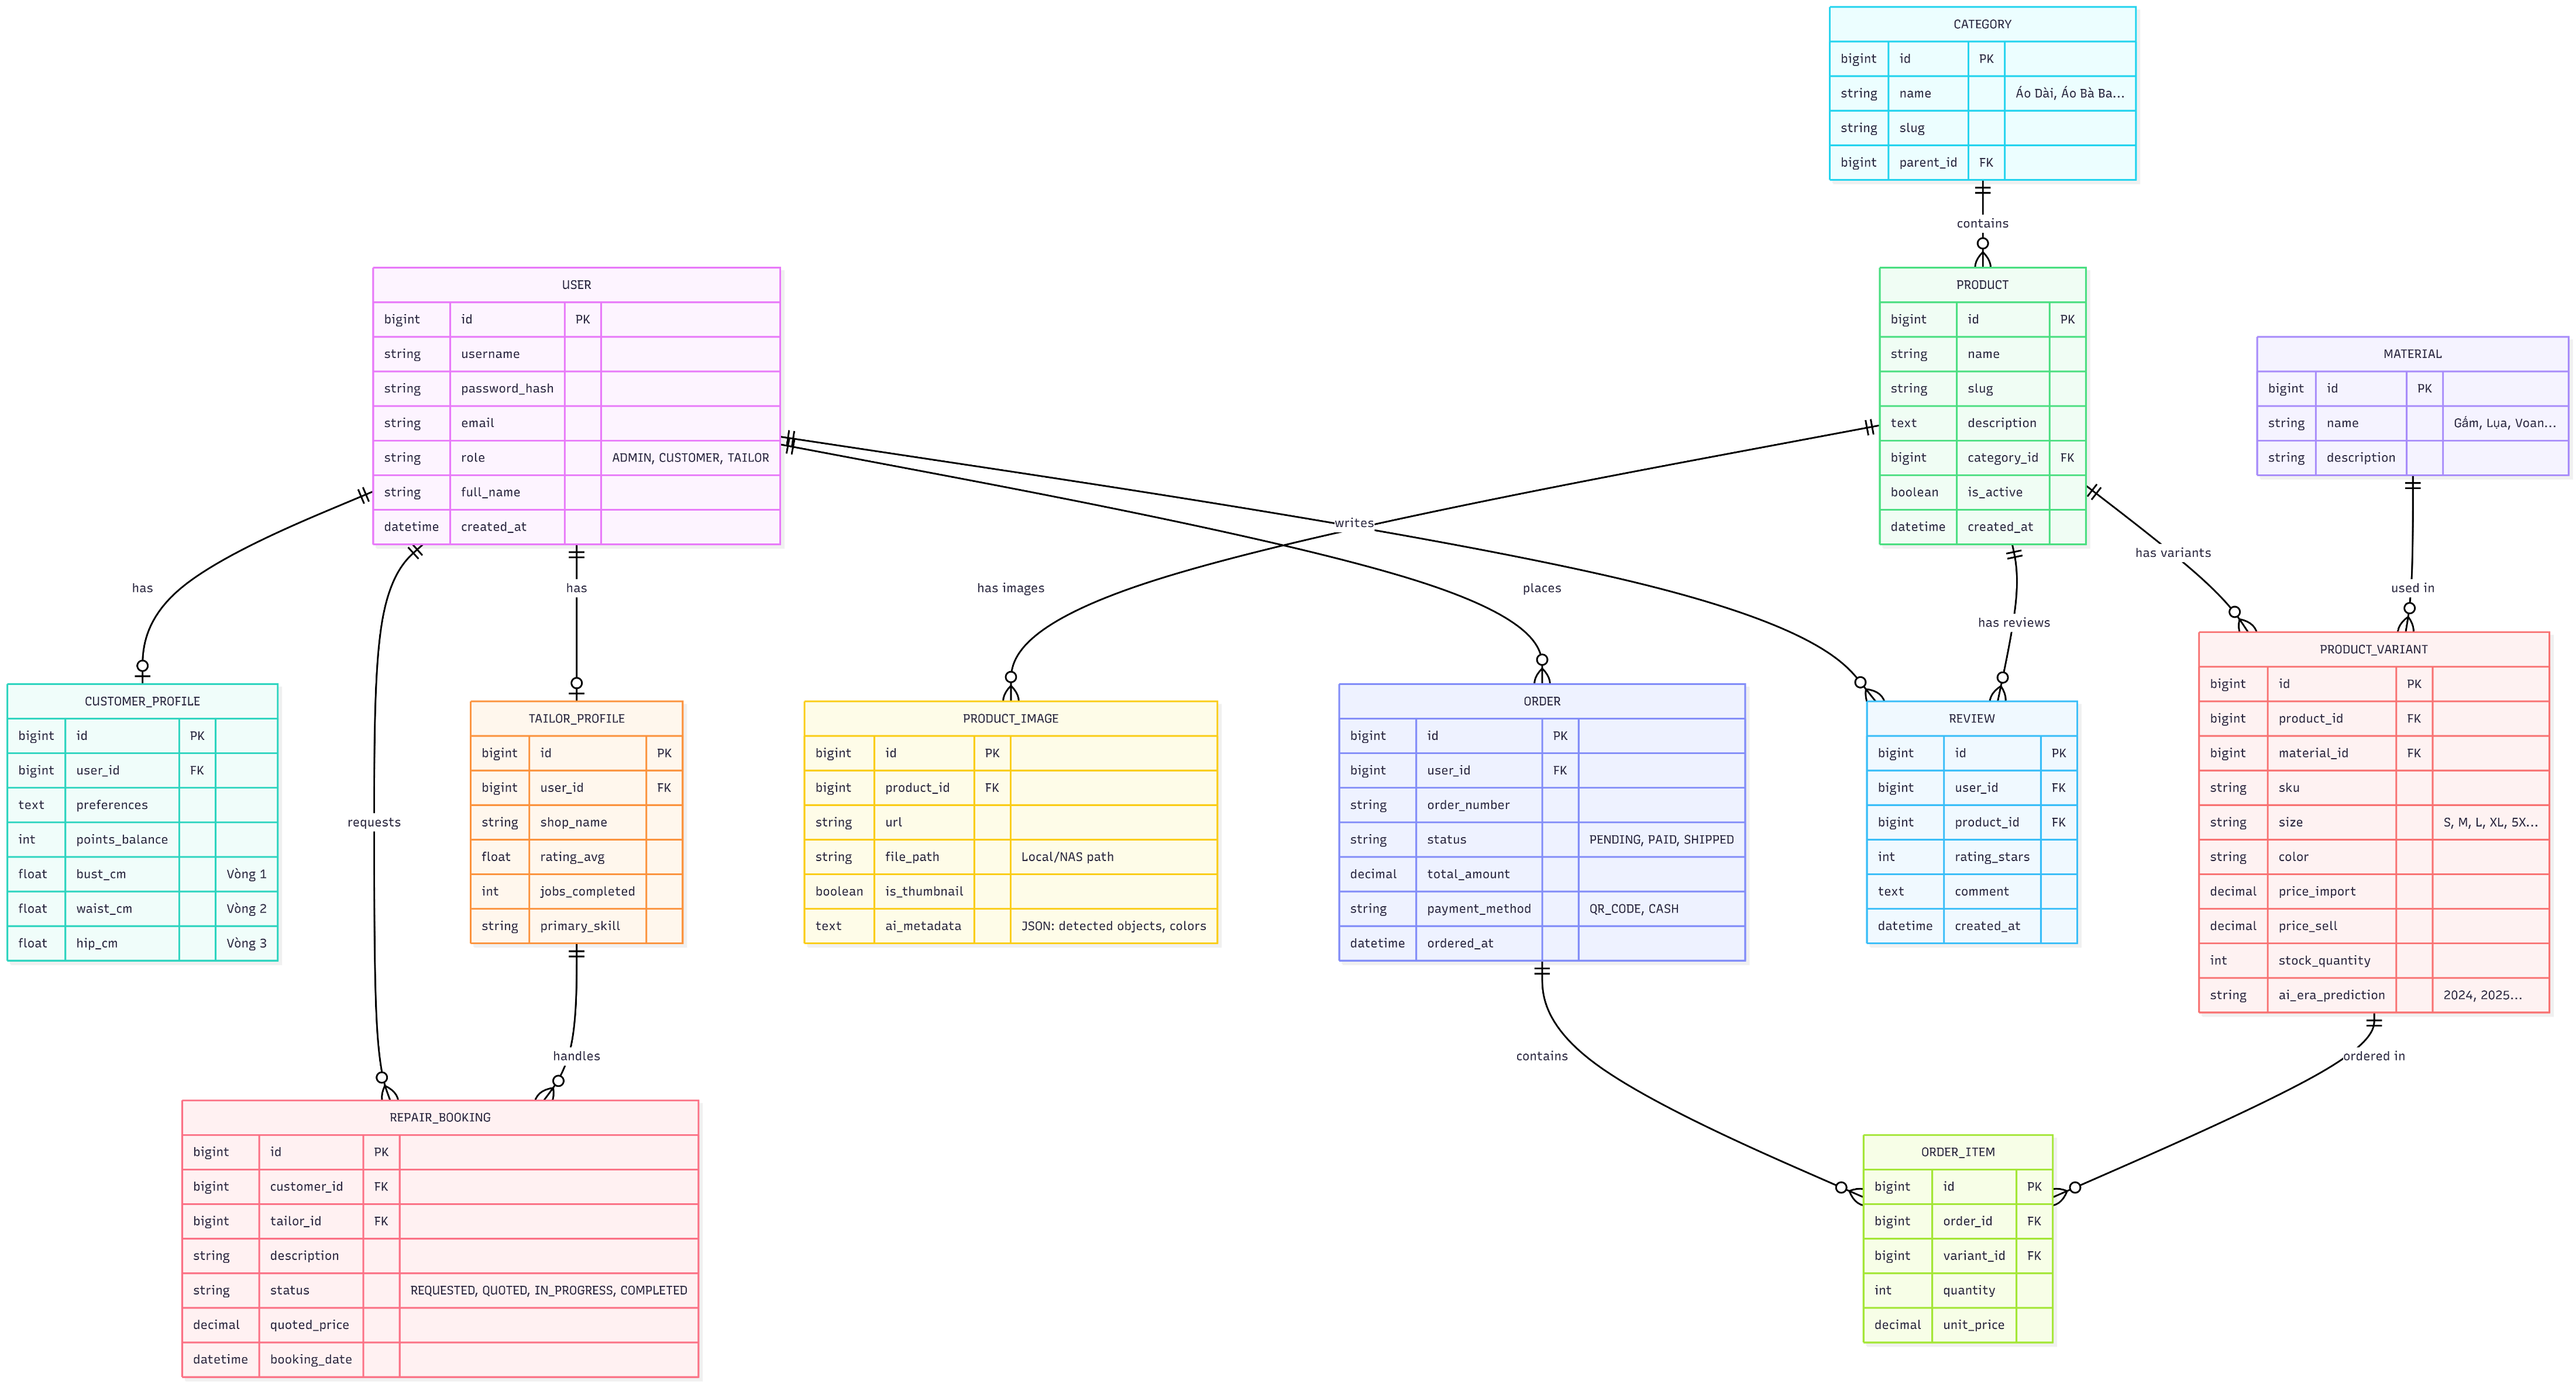 CATEGORY
bigint id PK
string name Áo Dài, Áo Bà Ba...
string slug
bigint parent_id FK
contains
USER
bigint id PK
string username
string password_hash
string email
string role ADMIN, CUSTOMER, TAILOR
string full_name
datetime created_at
PRODUCT
bigint id PK
string name
string slug
text description
bigint category_id FK
boolean is_active
datetime created_at
MATERIAL
bigint id PK
string name Gấm, Lụa, Voan...
string description
writes
has
has
has images
places
has reviews
has variants
used in
CUSTOMER_PROFILE
bigint id PK
bigint user_id FK
text preferences
int points_balance
float bust_cm Vòng 1
float waist_cm Vòng 2
float hip_cm Vòng 3
requests
TAILOR_PROFILE
bigint id PK
bigint user_id FK
string shop_name
float rating_avg
int jobs_completed
string primary_skill
PRODUCT_IMAGE
bigint id PK
bigint product_id FK
string url
string file_path Local/NAS path
boolean is_thumbnail
text ai_metadata JSON: detected objects, colors
ORDER
bigint id PK
bigint user_id FK
string order_number
string status PENDING, PAID, SHIPPED
decimal total_amount
string payment_method QR_CODE, CASH
datetime ordered_at
REVIEW
bigint id PK
bigint user_id FK
bigint product_id FK
int rating_stars
text comment
datetime created_at
PRODUCT_VARIANT
bigint id PK
bigint product_id FK
bigint material_id FK
string sku
string size S, M, L, XL, 5X...
string color
decimal price_import
decimal price_sell
int stock_quantity
string ai_era_prediction 2024, 2025...
handles
contains
ordered in
REPAIR_BOOKING
bigint id PK
bigint customer_id FK
bigint tailor_id FK
string description
string status REQUESTED, QUOTED, IN_PROGRESS, COMPLETED
decimal quoted_price
datetime booking_date
ORDER_ITEM
bigint id PK
bigint order_id FK
bigint variant_id FK
int quantity
decimal unit_price